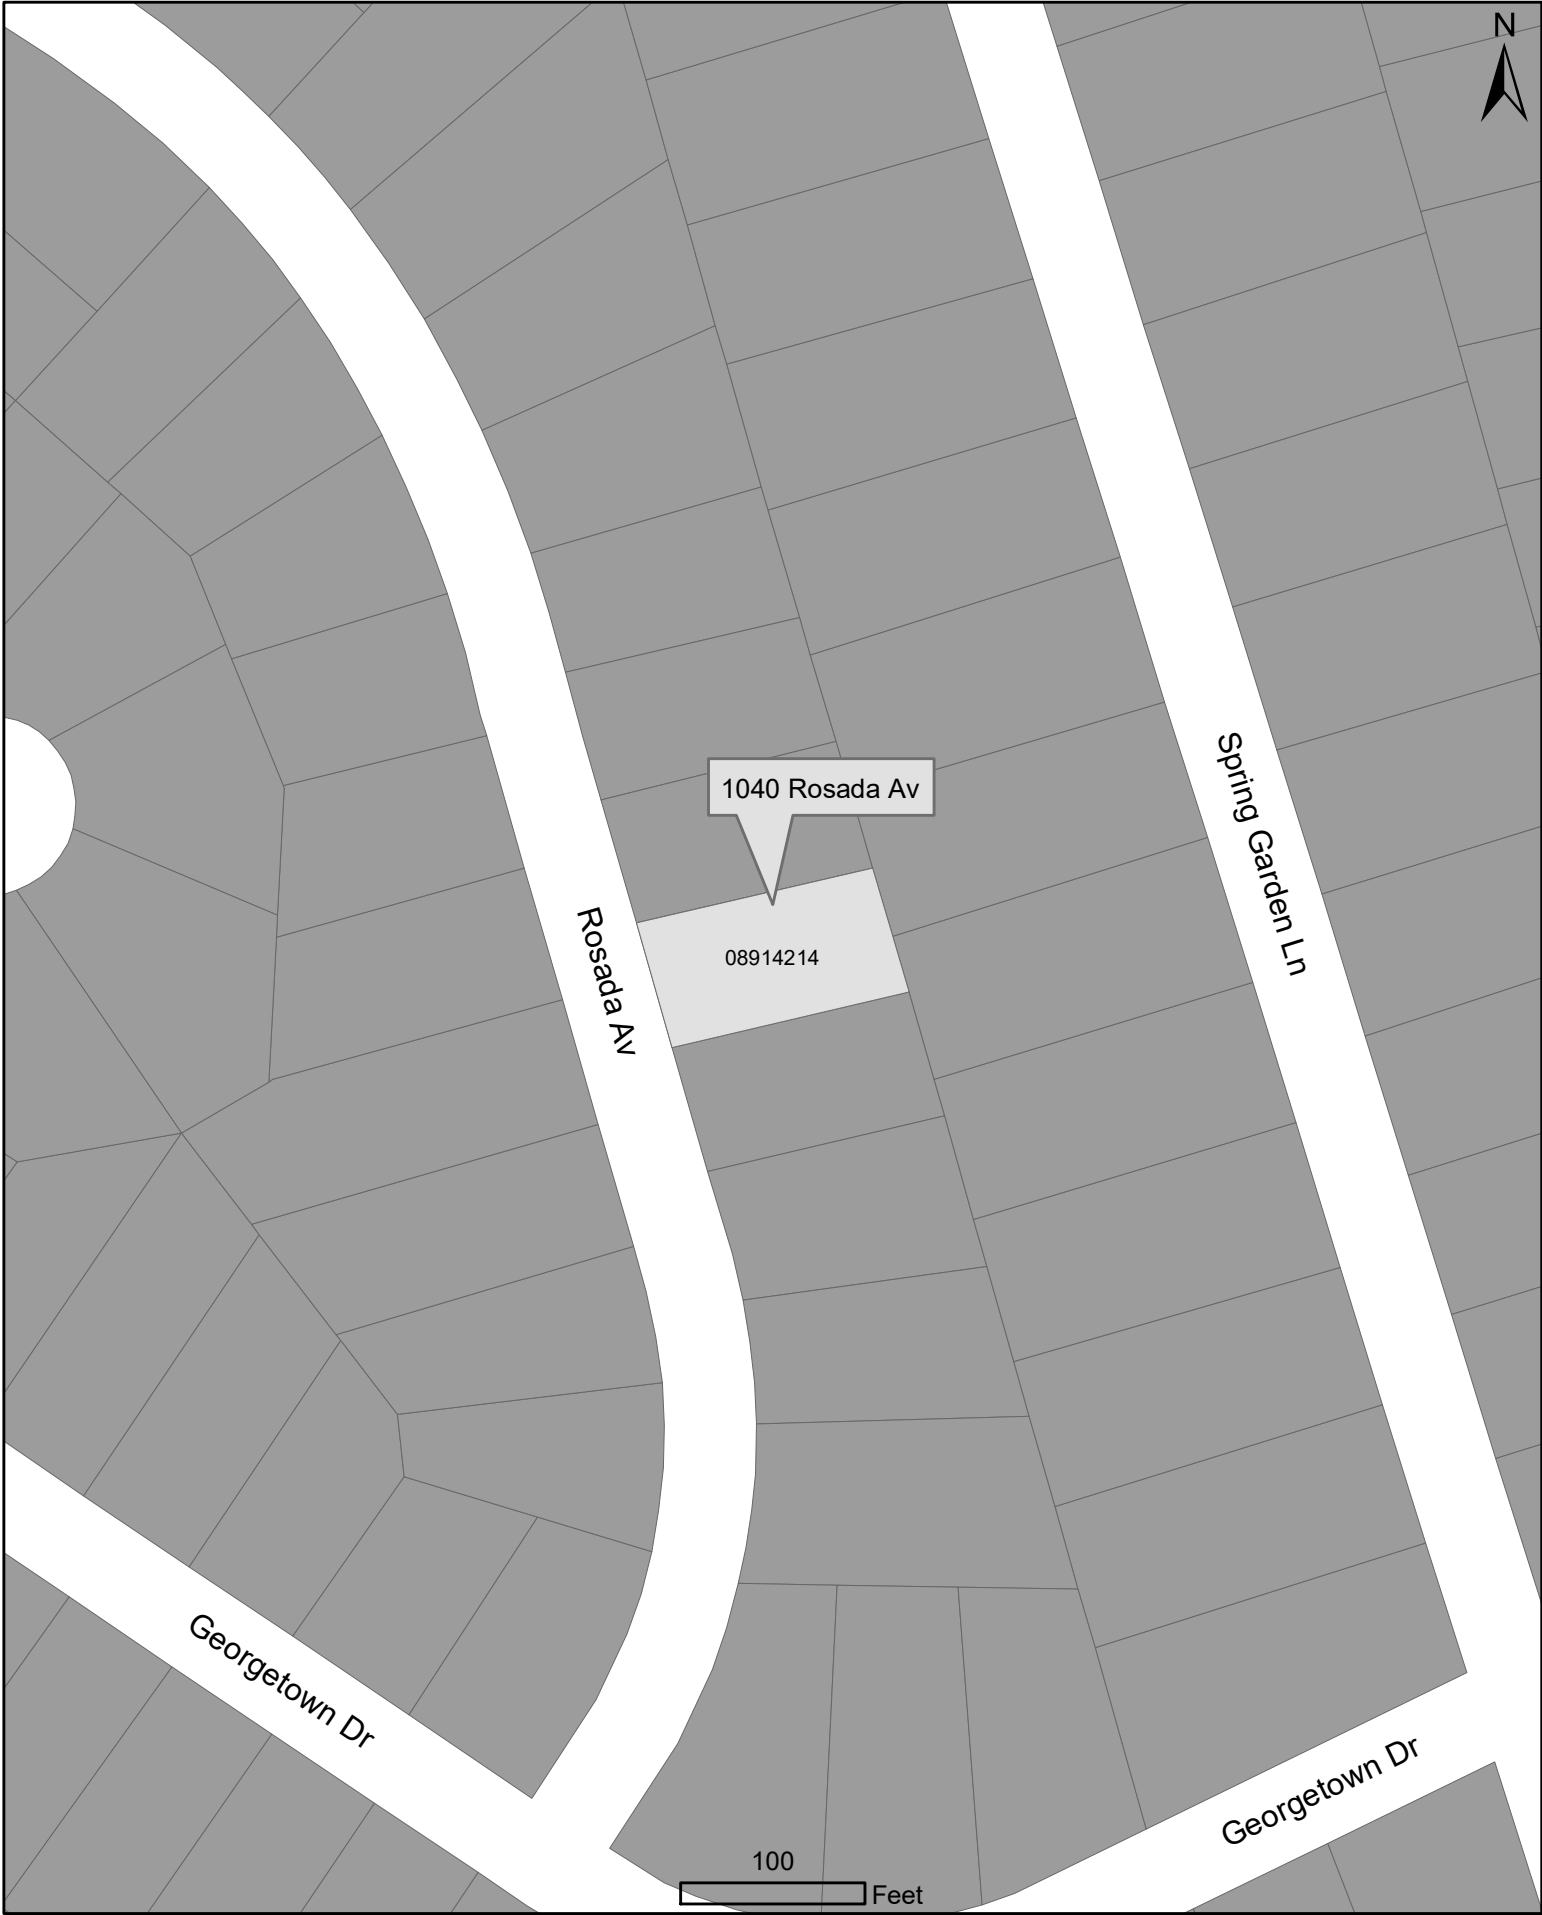 N
1040 Rosada Av
Spring Garden Ln
Rosada Av
08914214
Georgetown Dr
Georgetown Dr
100
Feet